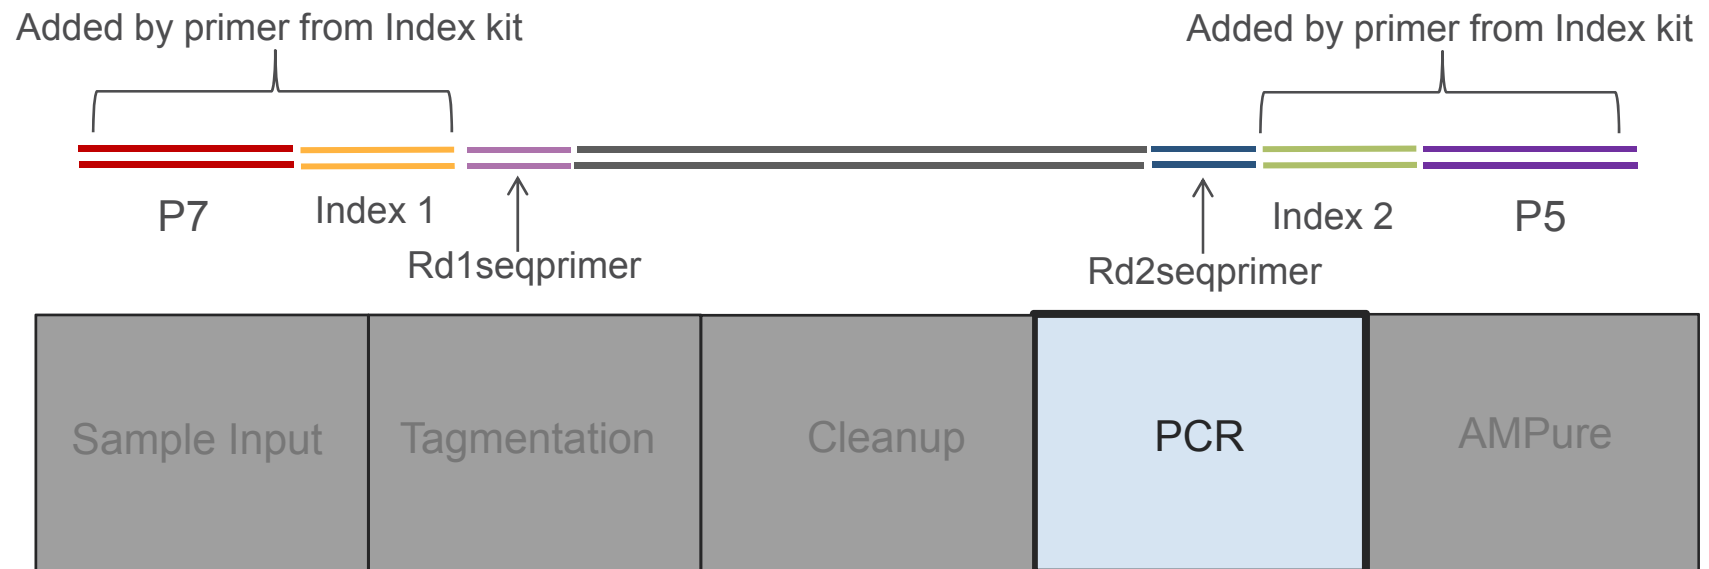 Added by primer from Index kit
Added by primer from Index kit
P7
Index 1
Index 2
P5
Rd1seqprimer
Rd2seqprimer
Sample Input
Tagmentation
Cleanup
PCR
AMPure